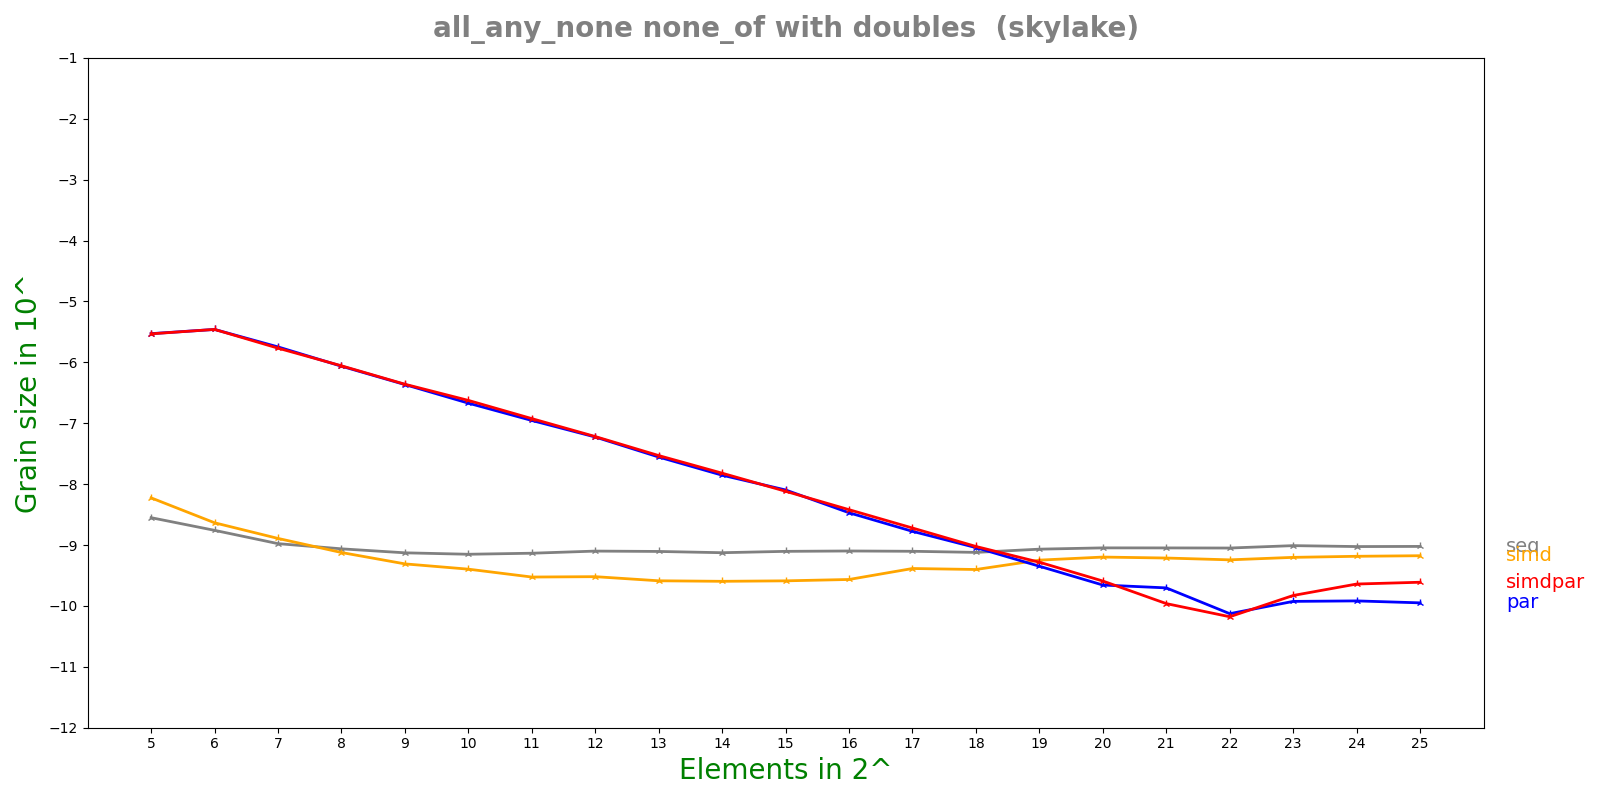 all_any_none none_of with doubles  (skylake)
Grain size in 10^
−1
−2
−3
−4
−5
−6
−7
−8
−9
−10
−11
−12
seq
simd
simdpar
par
5 6 7 8 9 10 11 12 13 14 15 16 17 18 19 20 21 22 23 24 25
Elements in 2^